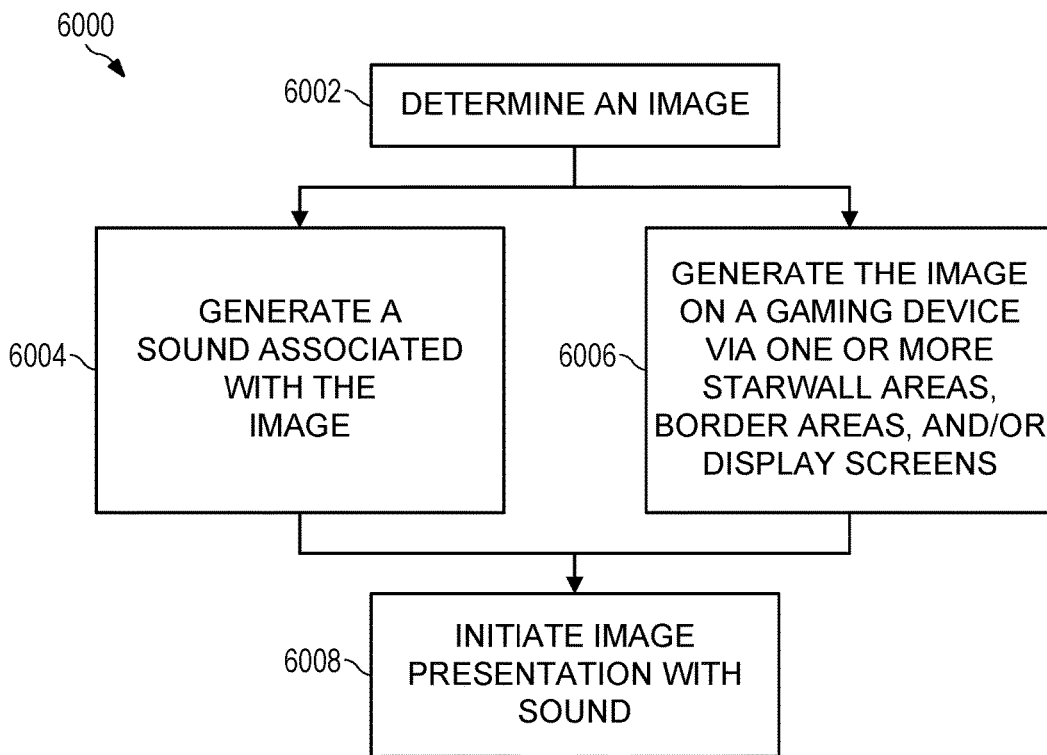 6000
6002
DETERMINE AN IMAGE
6004
GENERATE A
SOUND ASSOCIATED
WITH THE
IMAGE
6006
GENERATE THE IMAGE
ON A GAMING DEVICE
VIA ONE OR MORE
STARWALL AREAS,
BORDER AREAS, AND/OR
DISPLAY SCREENS
6008
INITIATE IMAGE
PRESENTATION WITH
SOUND